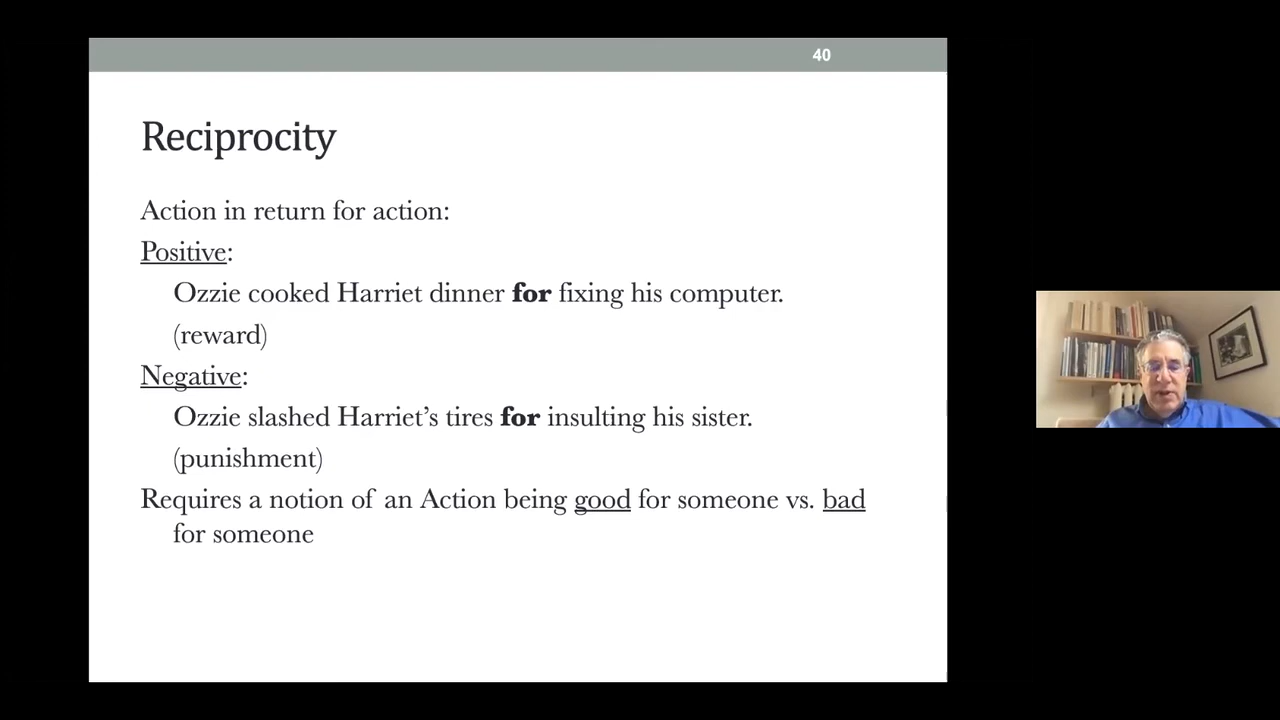 40
Reciprocity
Action in return for action:
Positive:
Ozzie cooked Harriet dinner for fixing his computer.
(reward)
Negative:
Ozzie slashed Harriet’s tires for insulting his sister.
(punishment)
Requires a notion of an Action being good for someone vs. bad
for someone